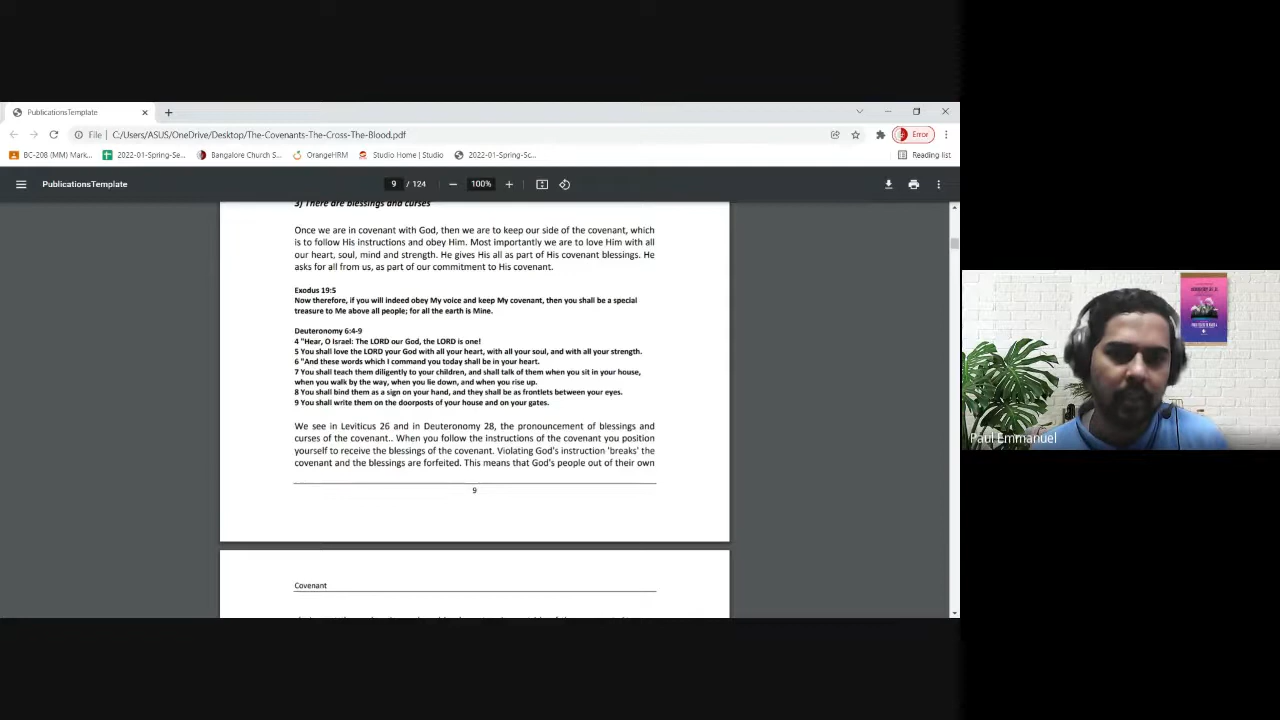 PublicationsTemplate
File C:/Users/ASUS/OneDrive/Desktop/The-Covenants-The-Cross-The-Blood.pdf
Error
BC-208 (MM) Mark...
2022-01-Spring-Se...
Bangalore Church S...
OrangeHRM
Studio Home | Studio
2022-01-Spring-Sc...
Reading list
PublicationsTemplate
9 / 124
100%
3) There are blessings and curses
Once we are in covenant with God, then we are to keep our side of the covenant, which
is to follow His instructions and obey Him. Most importantly we are to love Him with all
our heart, soul, mind and strength. He gives His all as part of His covenant blessings. He
asks for all from us, as part of our commitment to His covenant.
Exodus 19:5
Now therefore, if you will indeed obey My voice and keep My covenant, then you shall be a special
treasure to Me above all people; for all the earth is Mine.
Deuteronomy 6:4-9
4 "Hear, O Israel: The LORD our God, the LORD is one!
5 You shall love the LORD your God with all your heart, with all your soul, and with all your strength.
6 "And these words which I command you today shall be in your heart.
7 You shall teach them diligently to your children, and shall talk of them when you sit in your house,
when you walk by the way, when you lie down, and when you rise up.
8 You shall bind them as a sign on your hand, and they shall be as frontlets between your eyes.
9 You shall write them on the doorposts of your house and on your gates.
We see in Leviticus 26 and in Deuteronomy 28, the pronouncement of blessings and
curses of the covenant.. When you follow the instructions of the covenant you position
yourself to receive the blessings of the covenant. Violating God's instruction 'breaks' the
covenant and the blessings are forfeited. This means that God's people out of their own
9
Covenant
Paul Emmanuel